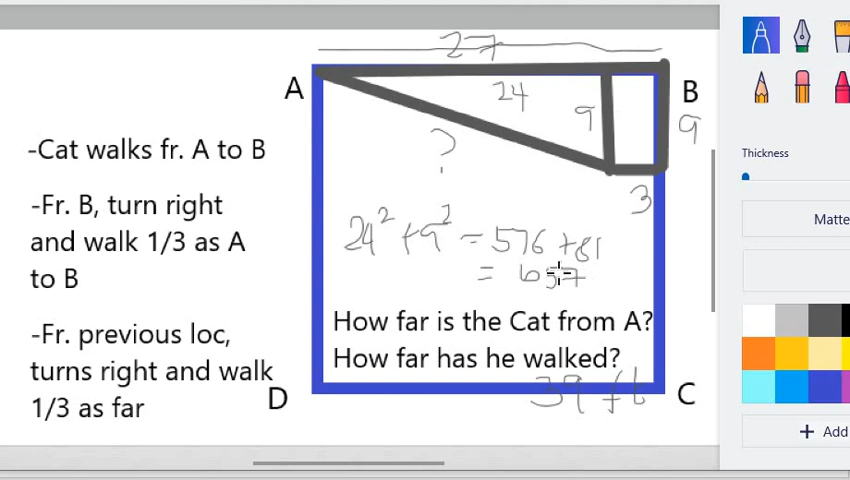 27
A
24
9
B
9
?
3
-Cat walks fr. A to B
-Fr. B, turn right
and walk 1/3 as A
to B
-Fr. previous loc,
turns right and walk
1/3 as far
24² + 9² = 576 + 81
= 657
How far is the Cat from A?
How far has he walked?
39 ft
D
C
Thickness
Matte
Add